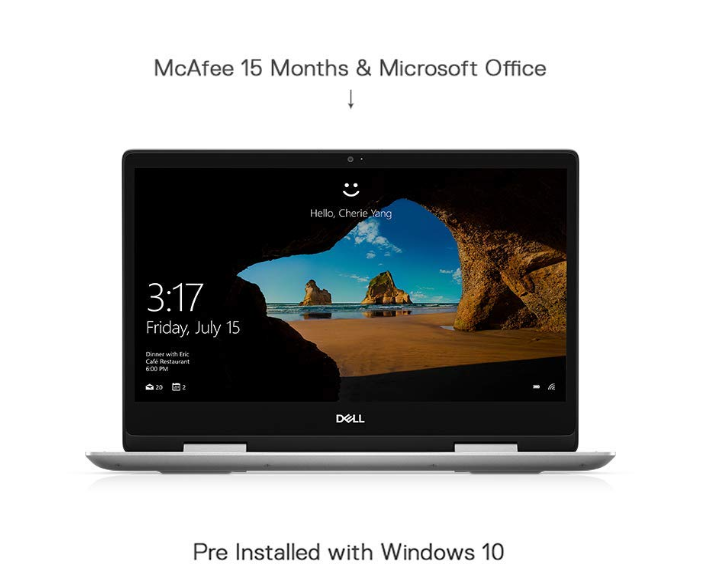 McAfee 15 Months & Microsoft Office
Hello, Cherie Yang
3:17
Friday, July 15
Dinner with Eric
Café Restaurant
6:00 PM
20 2
DELL
Pre Installed with Windows 10